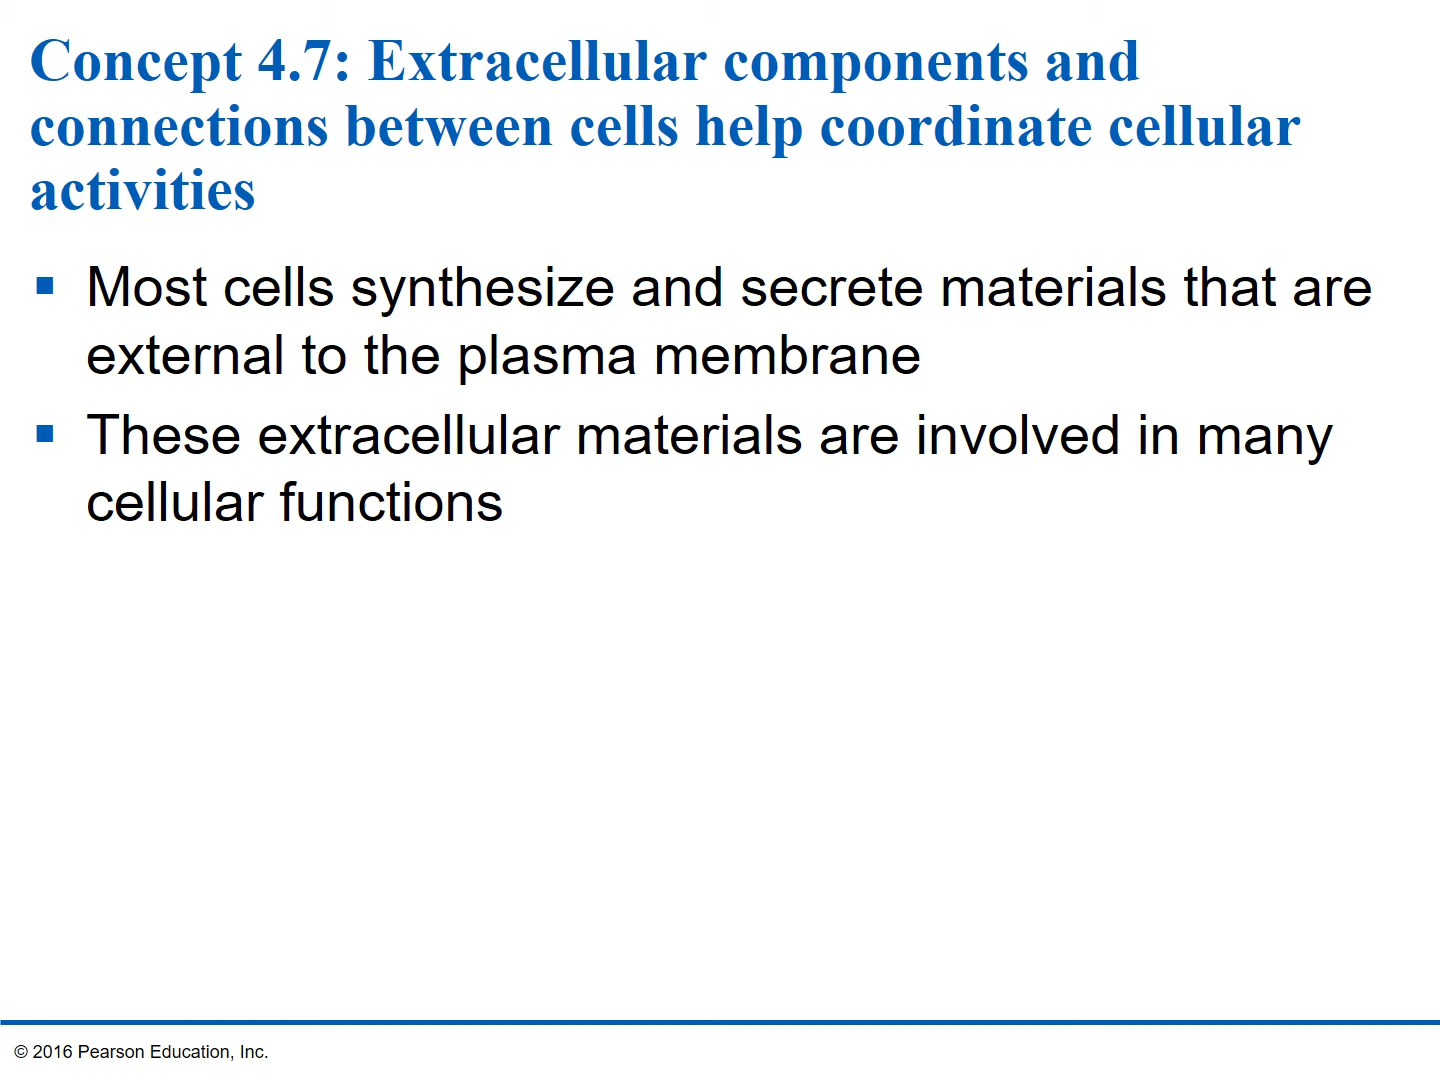 Concept 4.7: Extracellular components and
connections between cells help coordinate cellular
activities
▪ Most cells synthesize and secrete materials that are
external to the plasma membrane
▪ These extracellular materials are involved in many
cellular functions
© 2016 Pearson Education, Inc.